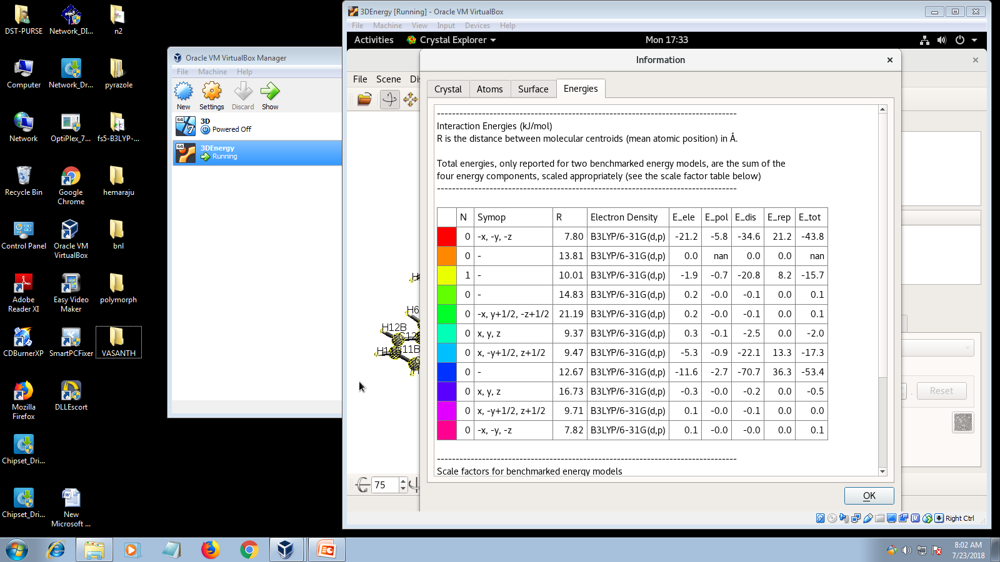 DST-PURSE
Network_DI...
n2
Computer
Network_Dr...
pyrazole
Network
OptiPlex_7...
fs5-B3LYP-...
Recycle Bin
Google
Chrome
hemaraju
Control Panel
Oracle VM
VirtualBox
bnl
Adobe
Reader XI
Easy Video
Maker
polymorph
CDBurnerXP
SmartPCFixer
VASANTH
Mozilla
Firefox
DLLEscort
Chipset_Dri...
Chipset_Dri...
New
Microsoft ...
Oracle VM VirtualBox Manager
File Machine Help
New Settings Discard Show
64
3D
Powered Off
64
3DEnergy
Running
3DEnergy [Running] - Oracle VM VirtualBox
File Machine View Input Devices Help
Activities Crystal Explorer Mon 17:33
File Scene Dis
H6
H12B
C12
H1 11B
H
75
Information
Crystal Atoms Surface Energies
--------------------------------------------------------------------------------
Interaction Energies (kJ/mol)
R is the distance between molecular centroids (mean atomic position) in Å.
Total energies, only reported for two benchmarked energy models, are the sum of the
four energy components, scaled appropriately (see the scale factor table below)
--------------------------------------------------------------------------------
N Symop R Electron Density E_ele E_pol E_dis E_rep E_tot
0 -x, -y, -z 7.80 B3LYP/6-31G(d,p) -21.2 -5.8 -34.6 21.2 -43.8
0 - 13.81 B3LYP/6-31G(d,p) 0.0 nan 0.0 0.0 nan
1 - 10.01 B3LYP/6-31G(d,p) -1.9 -0.7 -20.8 8.2 -15.7
0 - 14.83 B3LYP/6-31G(d,p) 0.2 -0.0 -0.1 0.0 0.1
0 -x, y+1/2, -z+1/2 21.19 B3LYP/6-31G(d,p) 0.2 -0.0 -0.1 0.0 0.1
0 x, y, z 9.37 B3LYP/6-31G(d,p) 0.3 -0.1 -2.5 0.0 -2.0
0 x, -y+1/2, z+1/2 9.47 B3LYP/6-31G(d,p) -5.3 -0.9 -22.1 13.3 -17.3
0 - 12.67 B3LYP/6-31G(d,p) -11.6 -2.7 -70.7 36.3 -53.4
0 x, y, z 16.73 B3LYP/6-31G(d,p) -0.3 -0.0 -0.2 0.0 -0.5
0 x, -y+1/2, z+1/2 9.71 B3LYP/6-31G(d,p) 0.1 -0.0 -0.1 0.0 0.0
0 -x, -y, -z 7.82 B3LYP/6-31G(d,p) 0.1 -0.0 -0.0 0.0 0.1
--------------------------------------------------------------------------------
Scale factors for benchmarked energy models
OK
Reset
Right Ctrl
8:02 AM
7/23/2018